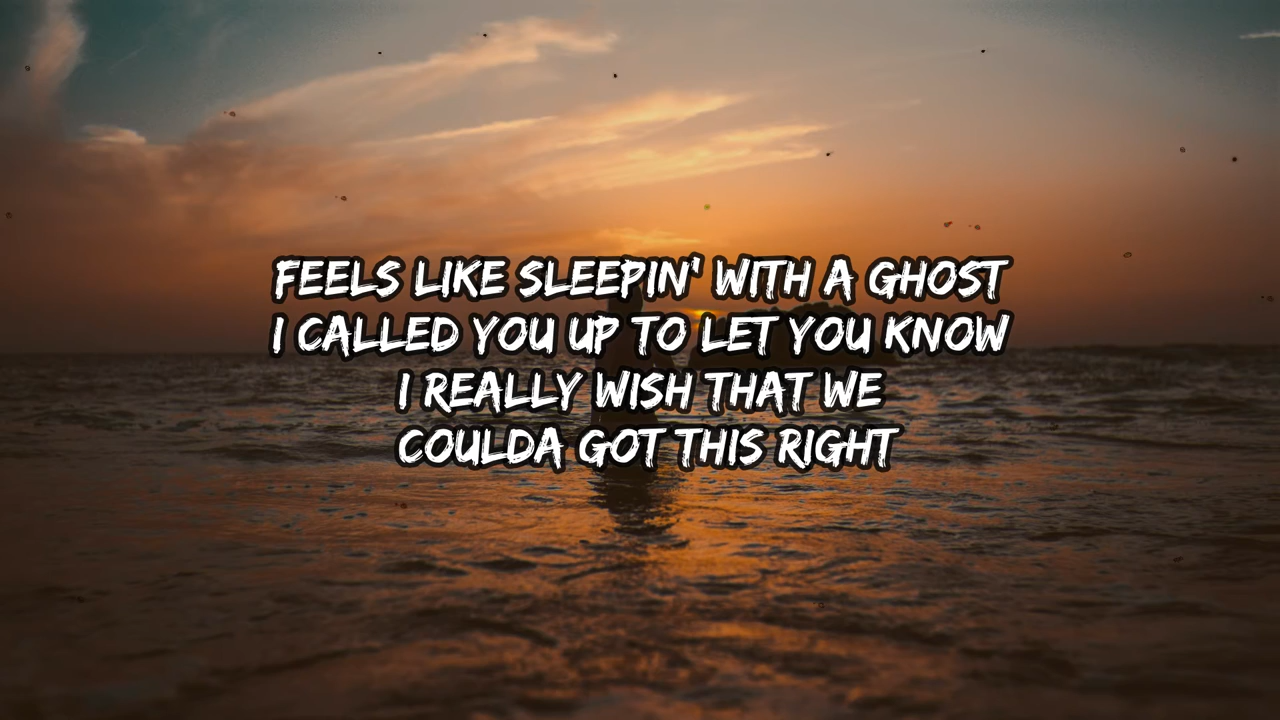 FEELS LIKE SLEEPIN' WITH A GHOST
I CALLED YOU UP TO LET YOU KNOW
I REALLY WISH THAT WE
COULDA GOT THIS RIGHT